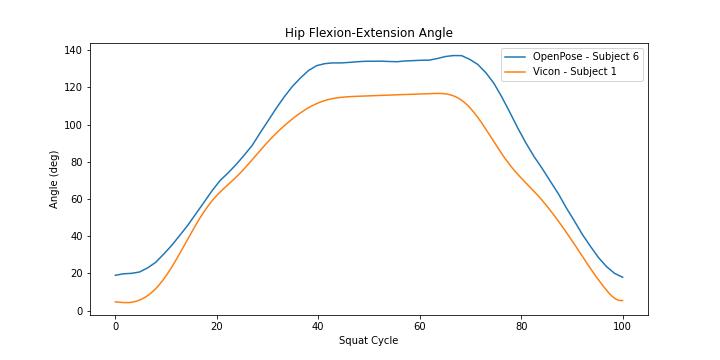 Hip Flexion-Extension Angle
OpenPose - Subject 6
Vicon - Subject 1
Angle (deg)
140
120
100
80
60
40
20
0
0 20 40 60 80 100
Squat Cycle